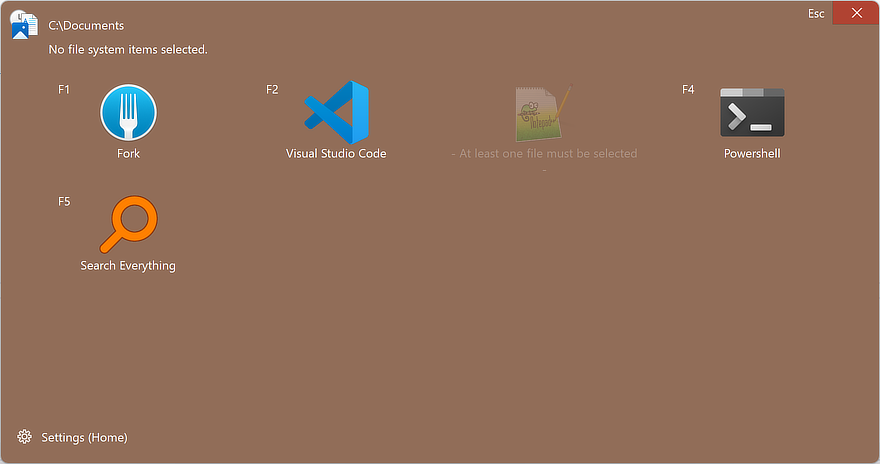 C:\Documents
Esc
No file system items selected.
F1
F2
F4
Fork
Visual Studio Code
- At least one file must be selected
-
Powershell
F5
Search Everything
Settings (Home)